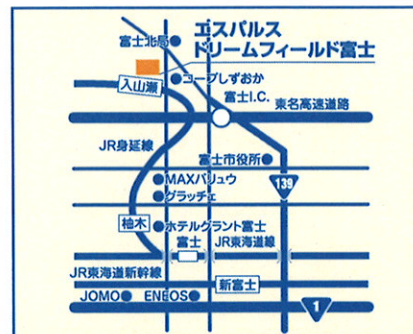 エスパルス
ドリームフィールド富士
富士北局
コープしずおか
入山瀬
富士I.C.
東名高速道路
JR身延線
富士市役所
MAXバリュウ
139
グラッチェ
柚木
ホテルグラント富士
富士
JR東海道線
JR東海道新幹線
新富士
JOMO
ENEOS
1